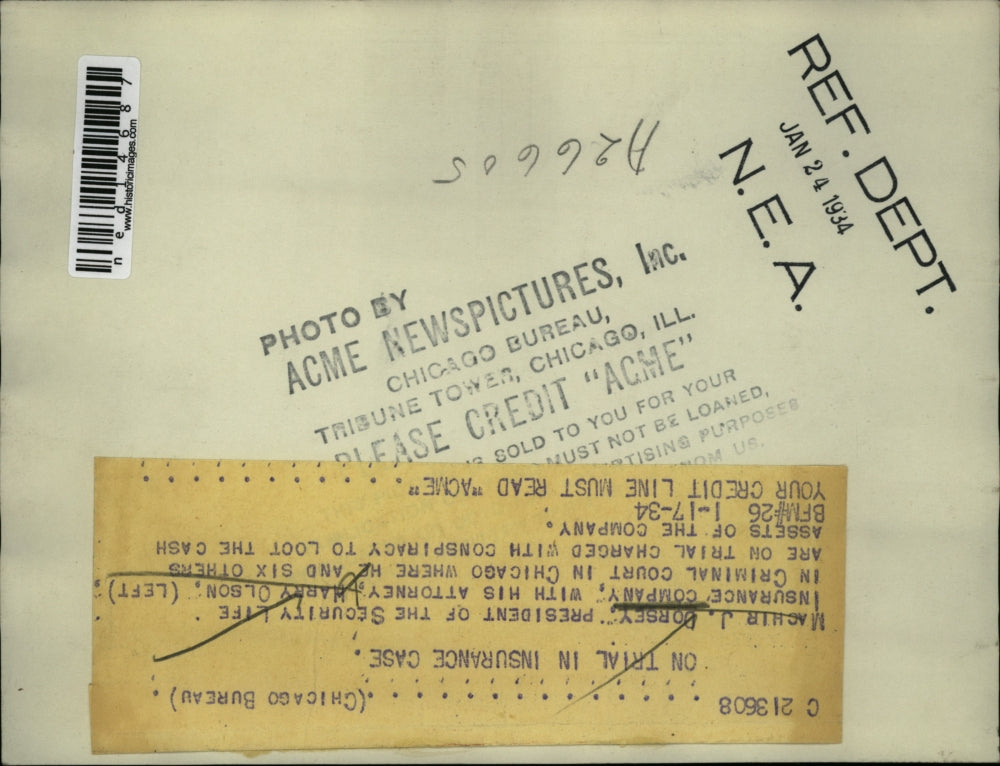 REF. DEPT.
JAN 24 1934
N. E. A.
A26605
ned11468 7
www.historicimages.com
PHOTO BY
ACME NEWSPICTURES, Inc.
CHICAGO BUREAU,
TRIBUNE TOWER, CHICAGO, ILL.
PLEASE CREDIT "ACME"
SOLD TO YOU FOR YOUR
MUST NOT BE LOANED,
PURPOSES
FROM US.
C 213608 ..................(CHICAGO BUREAU)
ON TRIAL IN INSURANCE CASE.
MACHIR J. DORSEY, PRESIDENT OF THE SECURITY LIFE
INSURANCE COMPANY, WITH HIS ATTORNEY HARRY OLSON, (LEFT)
IN CRIMINAL COURT IN CHICAGO WHERE HE AND SIX OTHERS
ARE ON TRIAL CHARGED WITH CONSPIRACY TO LOOT THE CASH
ASSETS OF THE COMPANY.
BFM#26 1-17-34
YOUR CREDIT LINE MUST READ "ACME"..............